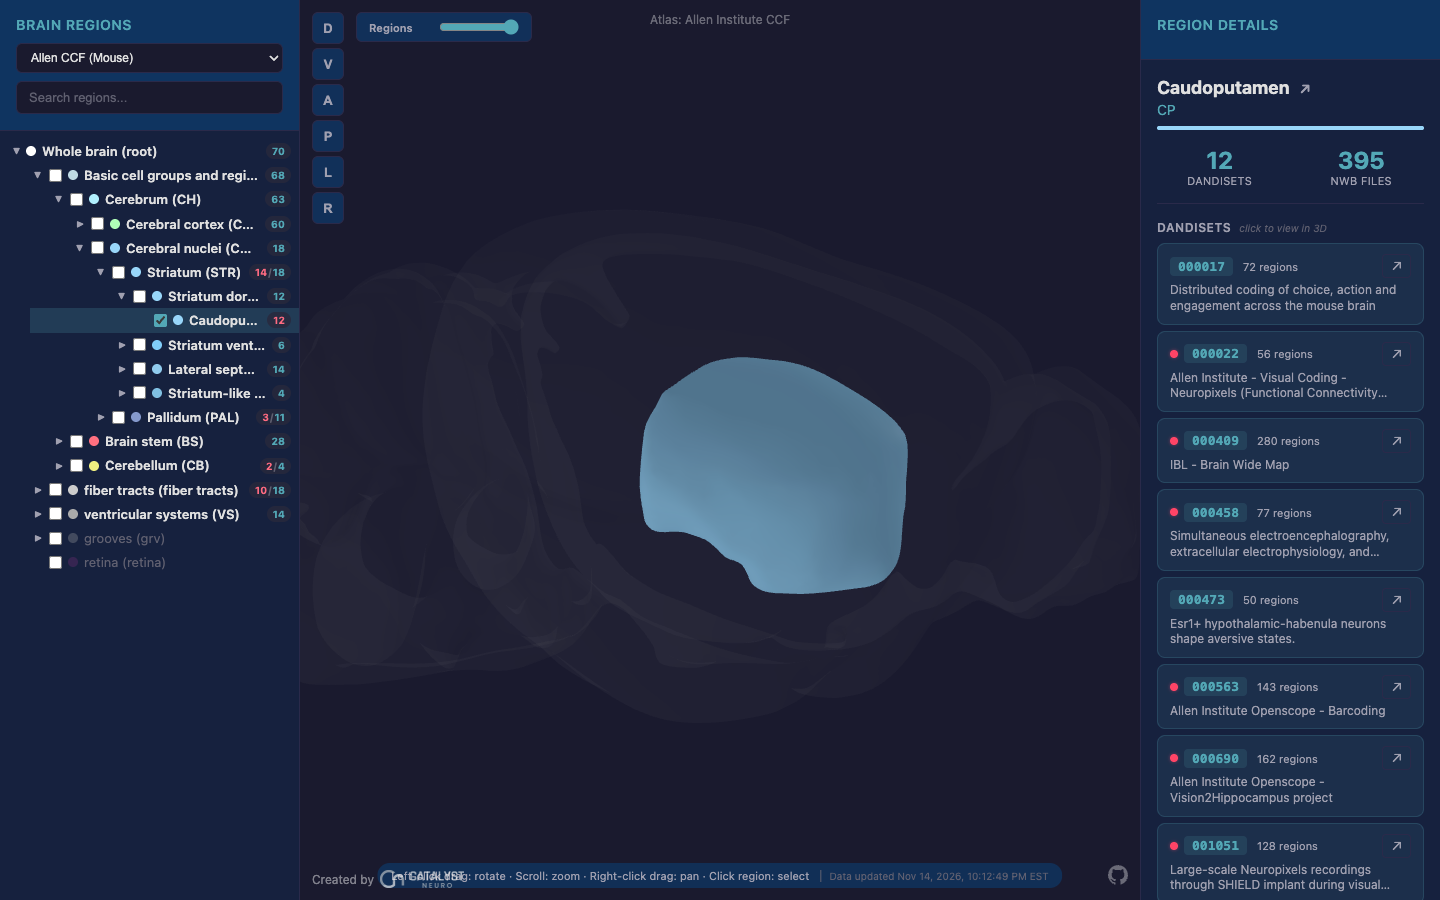 BRAIN REGIONS
Allen CCF (Mouse)
Search regions...
Whole brain (root) 70
Basic cell groups and regi... 68
Cerebrum (CH) 63
Cerebral cortex (C... 60
Cerebral nuclei (C... 18
Striatum (STR) 14/18
Striatum dor... 12
Caudopu... 12
Striatum vent... 6
Lateral sept... 14
Striatum-like ... 4
Pallidum (PAL) 3/11
Brain stem (BS) 28
Cerebellum (CB) 2/4
fiber tracts (fiber tracts) 10/18
ventricular systems (VS) 14
grooves (grv)
retina (retina)
D
V
A
P
L
R
Regions
Atlas: Allen Institute CCF
Created by
CATALYST
NEURO
drag: rotate · Scroll: zoom · Right-click drag: pan · Click region: select | Data updated Nov 14, 2026, 10:12:49 PM EST
REGION DETAILS
Caudoputamen
CP
12
DANDISETS
395
NWB FILES
DANDISETS click to view in 3D
000017 72 regions
Distributed coding of choice, action and
engagement across the mouse brain
000022 56 regions
Allen Institute - Visual Coding -
Neuropixels (Functional Connectivity...
000409 280 regions
IBL - Brain Wide Map
000458 77 regions
Simultaneous electroencephalography,
extracellular electrophysiology, and...
000473 50 regions
Esr1+ hypothalamic-habenula neurons
shape aversive states.
000563 143 regions
Allen Institute Openscope - Barcoding
000690 162 regions
Allen Institute Openscope -
Vision2Hippocampus project
001051 128 regions
Large-scale Neuropixels recordings
through SHIELD implant during visual...